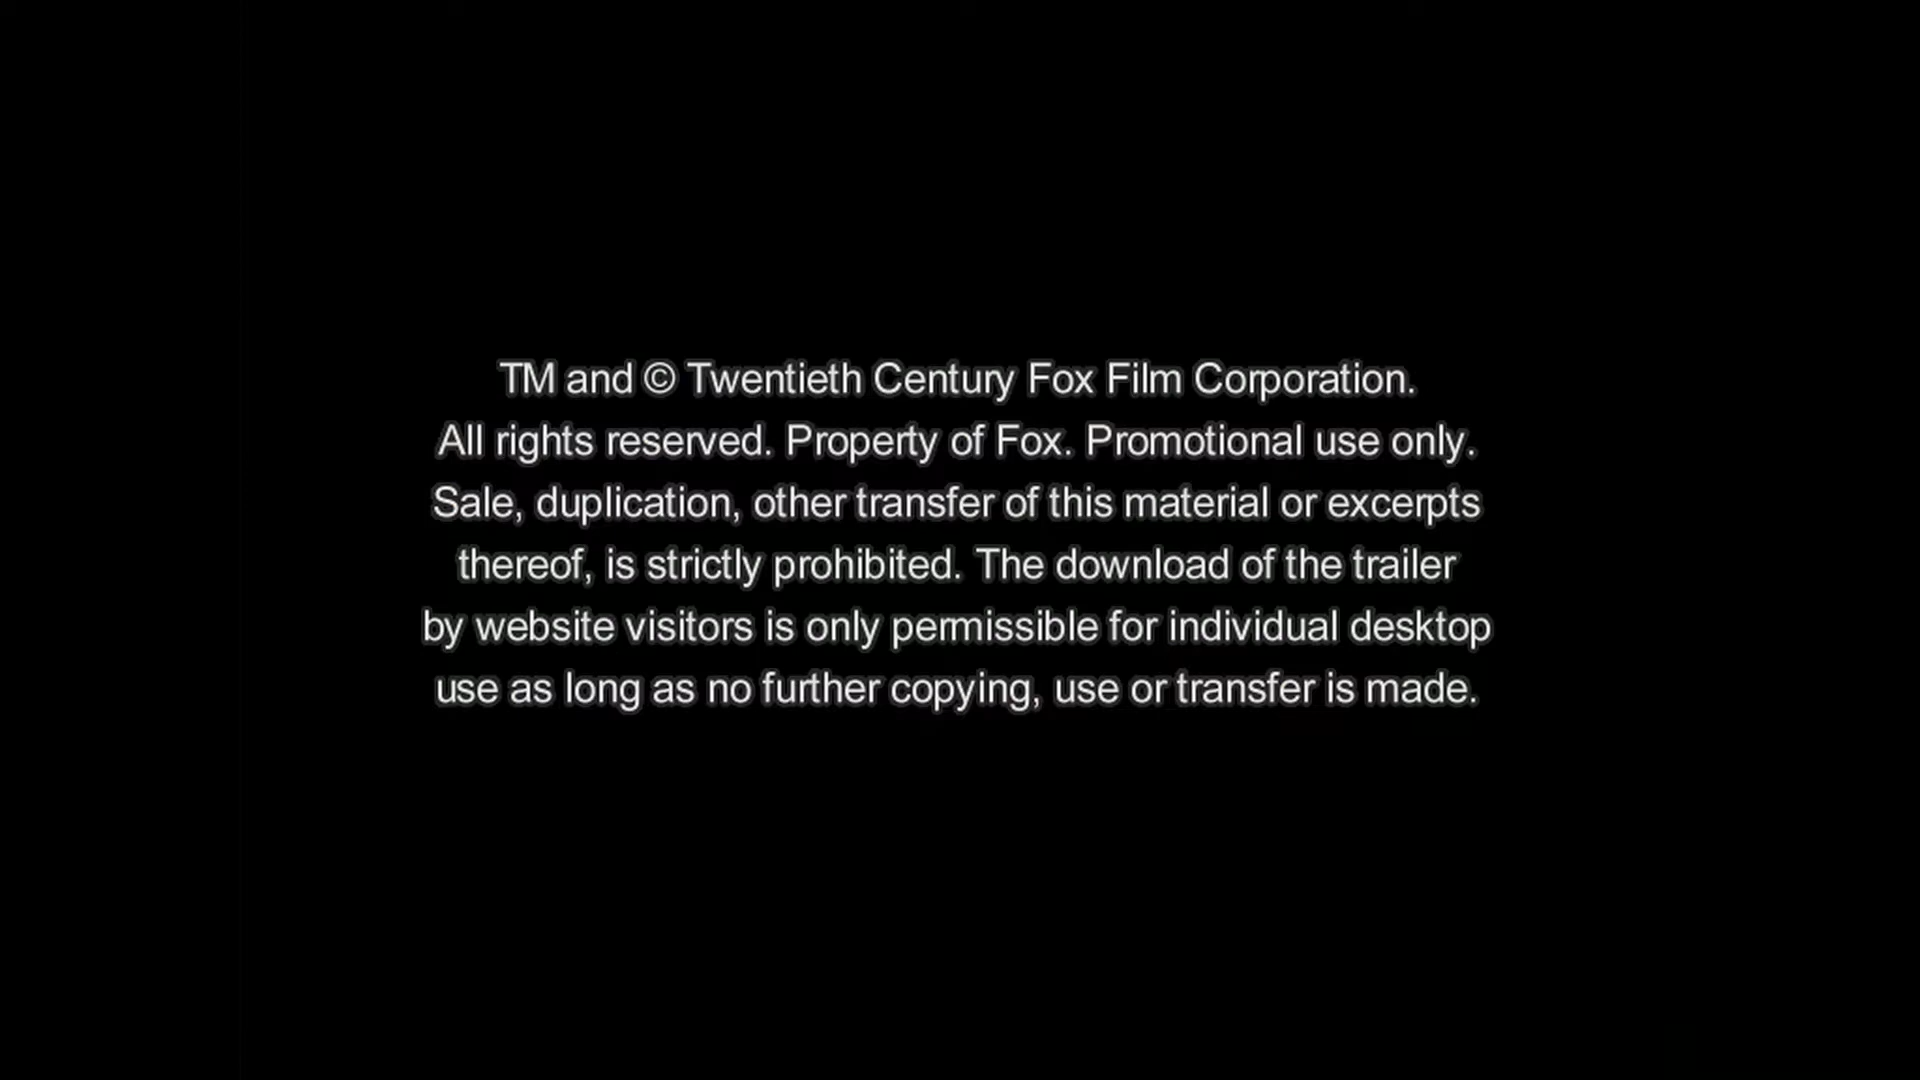 TM and © Twentieth Century Fox Film Corporation.
All rights reserved. Property of Fox. Promotional use only.
Sale, duplication, other transfer of this material or excerpts
thereof, is strictly prohibited. The download of the trailer
by website visitors is only permissible for individual desktop
use as long as no further copying, use or transfer is made.